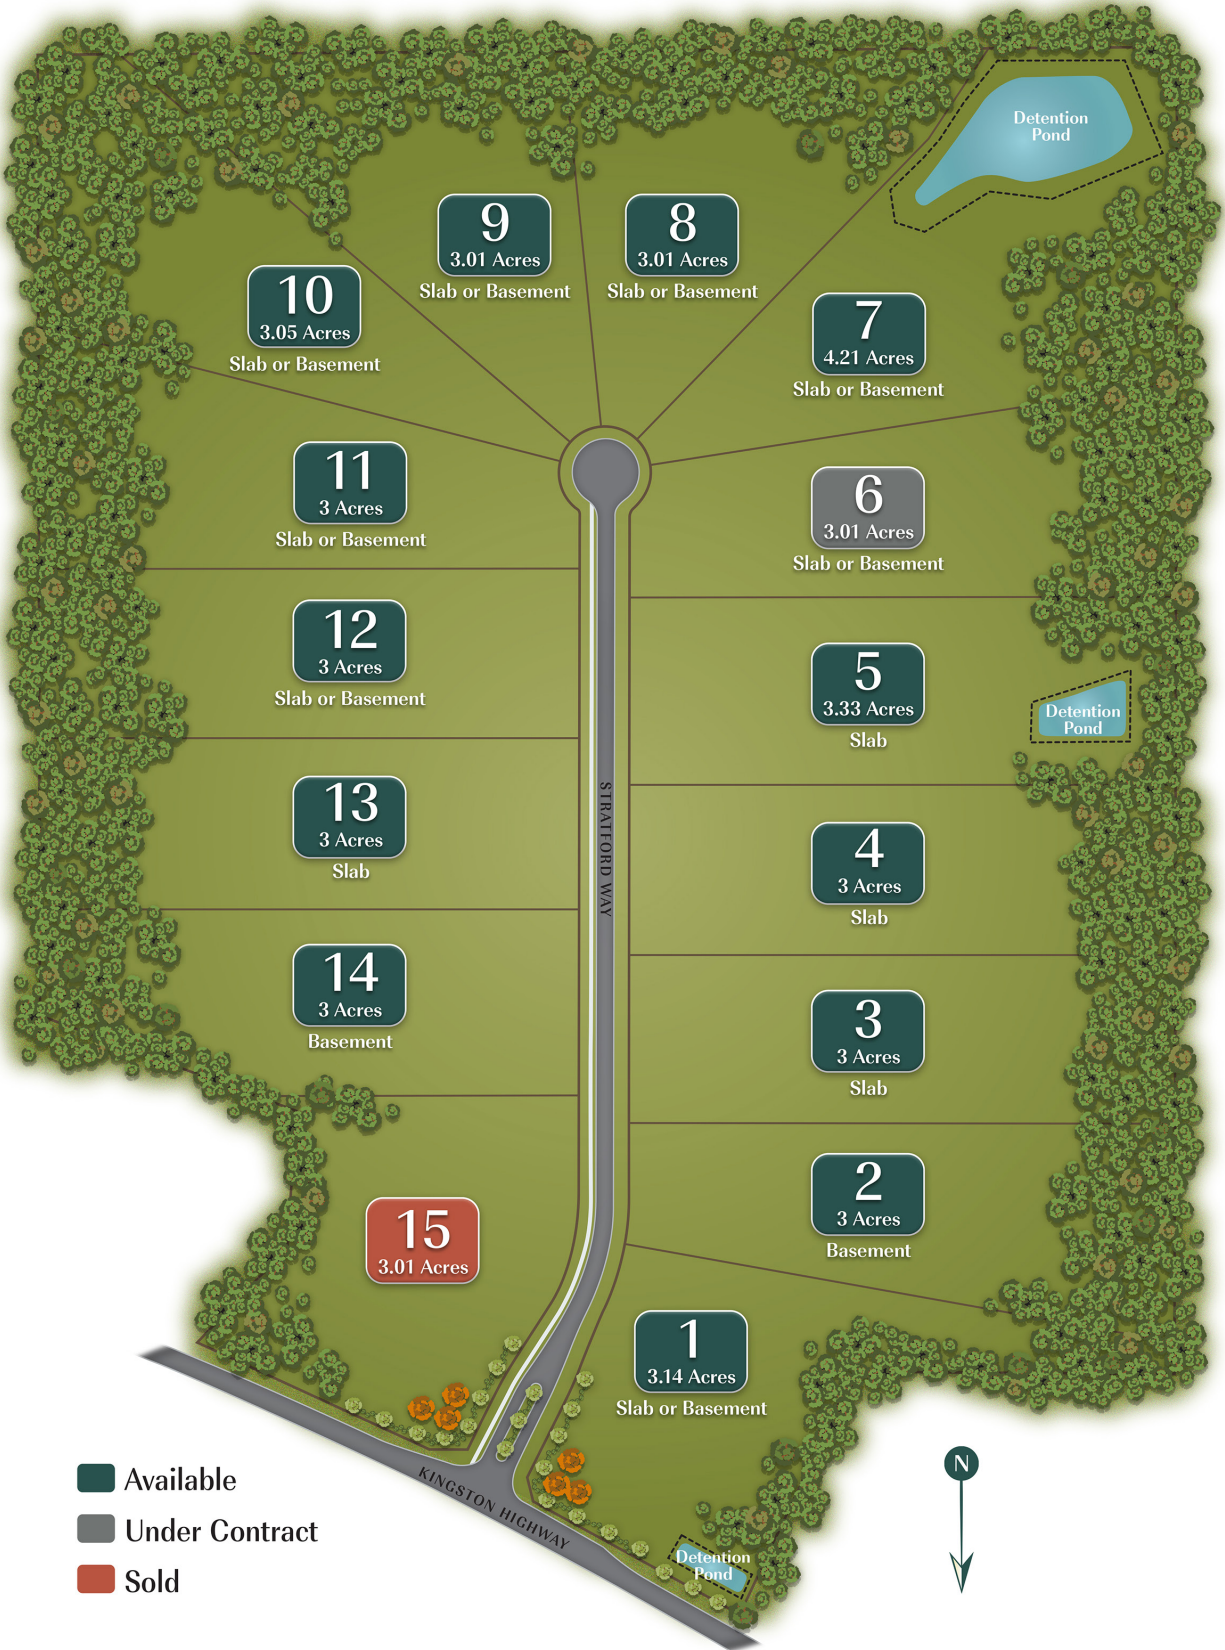 Detention
Pond
9
3.01 Acres
Slab or Basement
8
3.01 Acres
Slab or Basement
10
3.05 Acres
Slab or Basement
7
4.21 Acres
Slab or Basement
11
3 Acres
Slab or Basement
6
3.01 Acres
Slab or Basement
12
3 Acres
Slab or Basement
5
3.33 Acres
Slab
Detention
Pond
13
3 Acres
Slab
STRATFORD WAY
4
3 Acres
Slab
14
3 Acres
Basement
3
3 Acres
Slab
2
3 Acres
Basement
15
3.01 Acres
1
3.14 Acres
Slab or Basement
KINGSTON HIGHWAY
Detention
Pond
N
Available
Under Contract
Sold